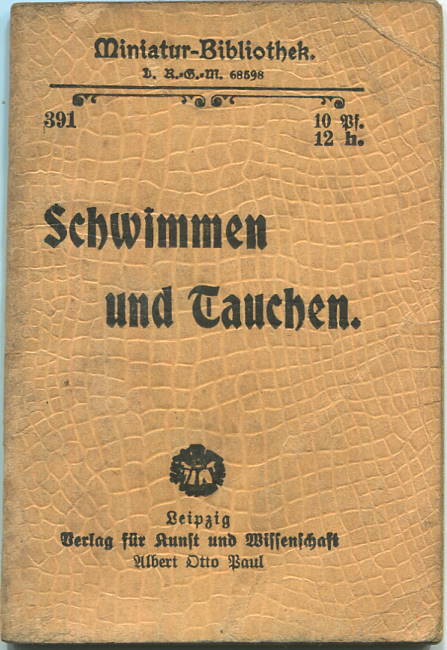 Miniatur-Bibliothek.
D. R.-G.-M. 68598
391
10 Pf.
12 h.
Schwimmen
und Tauchen.
Leipzig
Verlag für Kunst und Wissenschaft
Albert Otto Paul